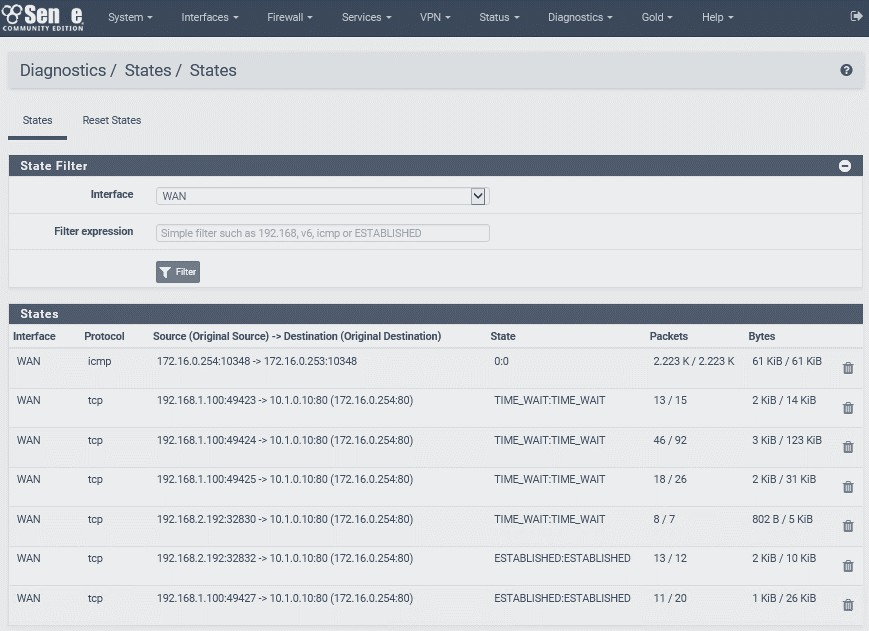 Sen e System Interfaces Firewall Services VPN Status Diagnostics Gold Help
COMMUNITY EDITION
Diagnostics / States / States
States Reset States
State Filter
Interface WAN
Filter expression Simple filter such as 192.168, v6, icmp or ESTABLISHED
Filter
States
Interface Protocol Source (Original Source) -> Destination (Original Destination) State Packets Bytes
WAN icmp 172.16.0.254:10348 -> 172.16.0.253:10348 0:0 2.223 K / 2.223 K 61 KiB / 61 KiB
WAN tcp 192.168.1.100:49423 -> 10.1.0.10:80 (172.16.0.254:80) TIME_WAIT:TIME_WAIT 13 / 15 2 KiB / 14 KiB
WAN tcp 192.168.1.100:49424 -> 10.1.0.10:80 (172.16.0.254:80) TIME_WAIT:TIME_WAIT 46 / 92 3 KiB / 123 KiB
WAN tcp 192.168.1.100:49425 -> 10.1.0.10:80 (172.16.0.254:80) TIME_WAIT:TIME_WAIT 18 / 26 2 KiB / 31 KiB
WAN tcp 192.168.2.192:32830 -> 10.1.0.10:80 (172.16.0.254:80) TIME_WAIT:TIME_WAIT 8 / 7 802 B / 5 KiB
WAN tcp 192.168.2.192:32832 -> 10.1.0.10:80 (172.16.0.254:80) ESTABLISHED:ESTABLISHED 13 / 12 2 KiB / 10 KiB
WAN tcp 192.168.1.100:49427 -> 10.1.0.10:80 (172.16.0.254:80) ESTABLISHED:ESTABLISHED 11 / 20 1 KiB / 26 KiB